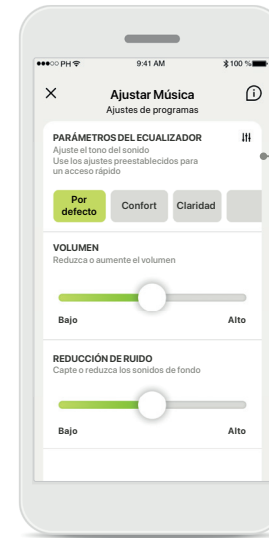 PH 9:41 AM 100 %
Ajustar Música
Ajustes de programas
PARÁMETROS DEL ECUALIZADOR
Ajuste el tono del sonido
Use los ajustes preestablecidos para
un acceso rápido
Por defecto Confort Claridad
VOLUMEN
Reduzca o aumente el volumen
Bajo Alto
REDUCCIÓN DE RUIDO
Capte o reduzca los sonidos de fondo
Bajo Alto